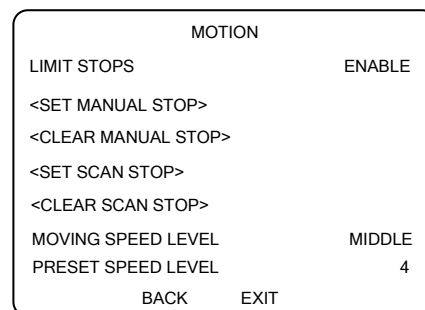 MOTION
LIMIT STOPS ENABLE
<SET MANUAL STOP>
<CLEAR MANUAL STOP>
<SET SCAN STOP>
<CLEAR SCAN STOP>
MOVING SPEED LEVEL MIDDLE
PRESET SPEED LEVEL 4
BACK EXIT